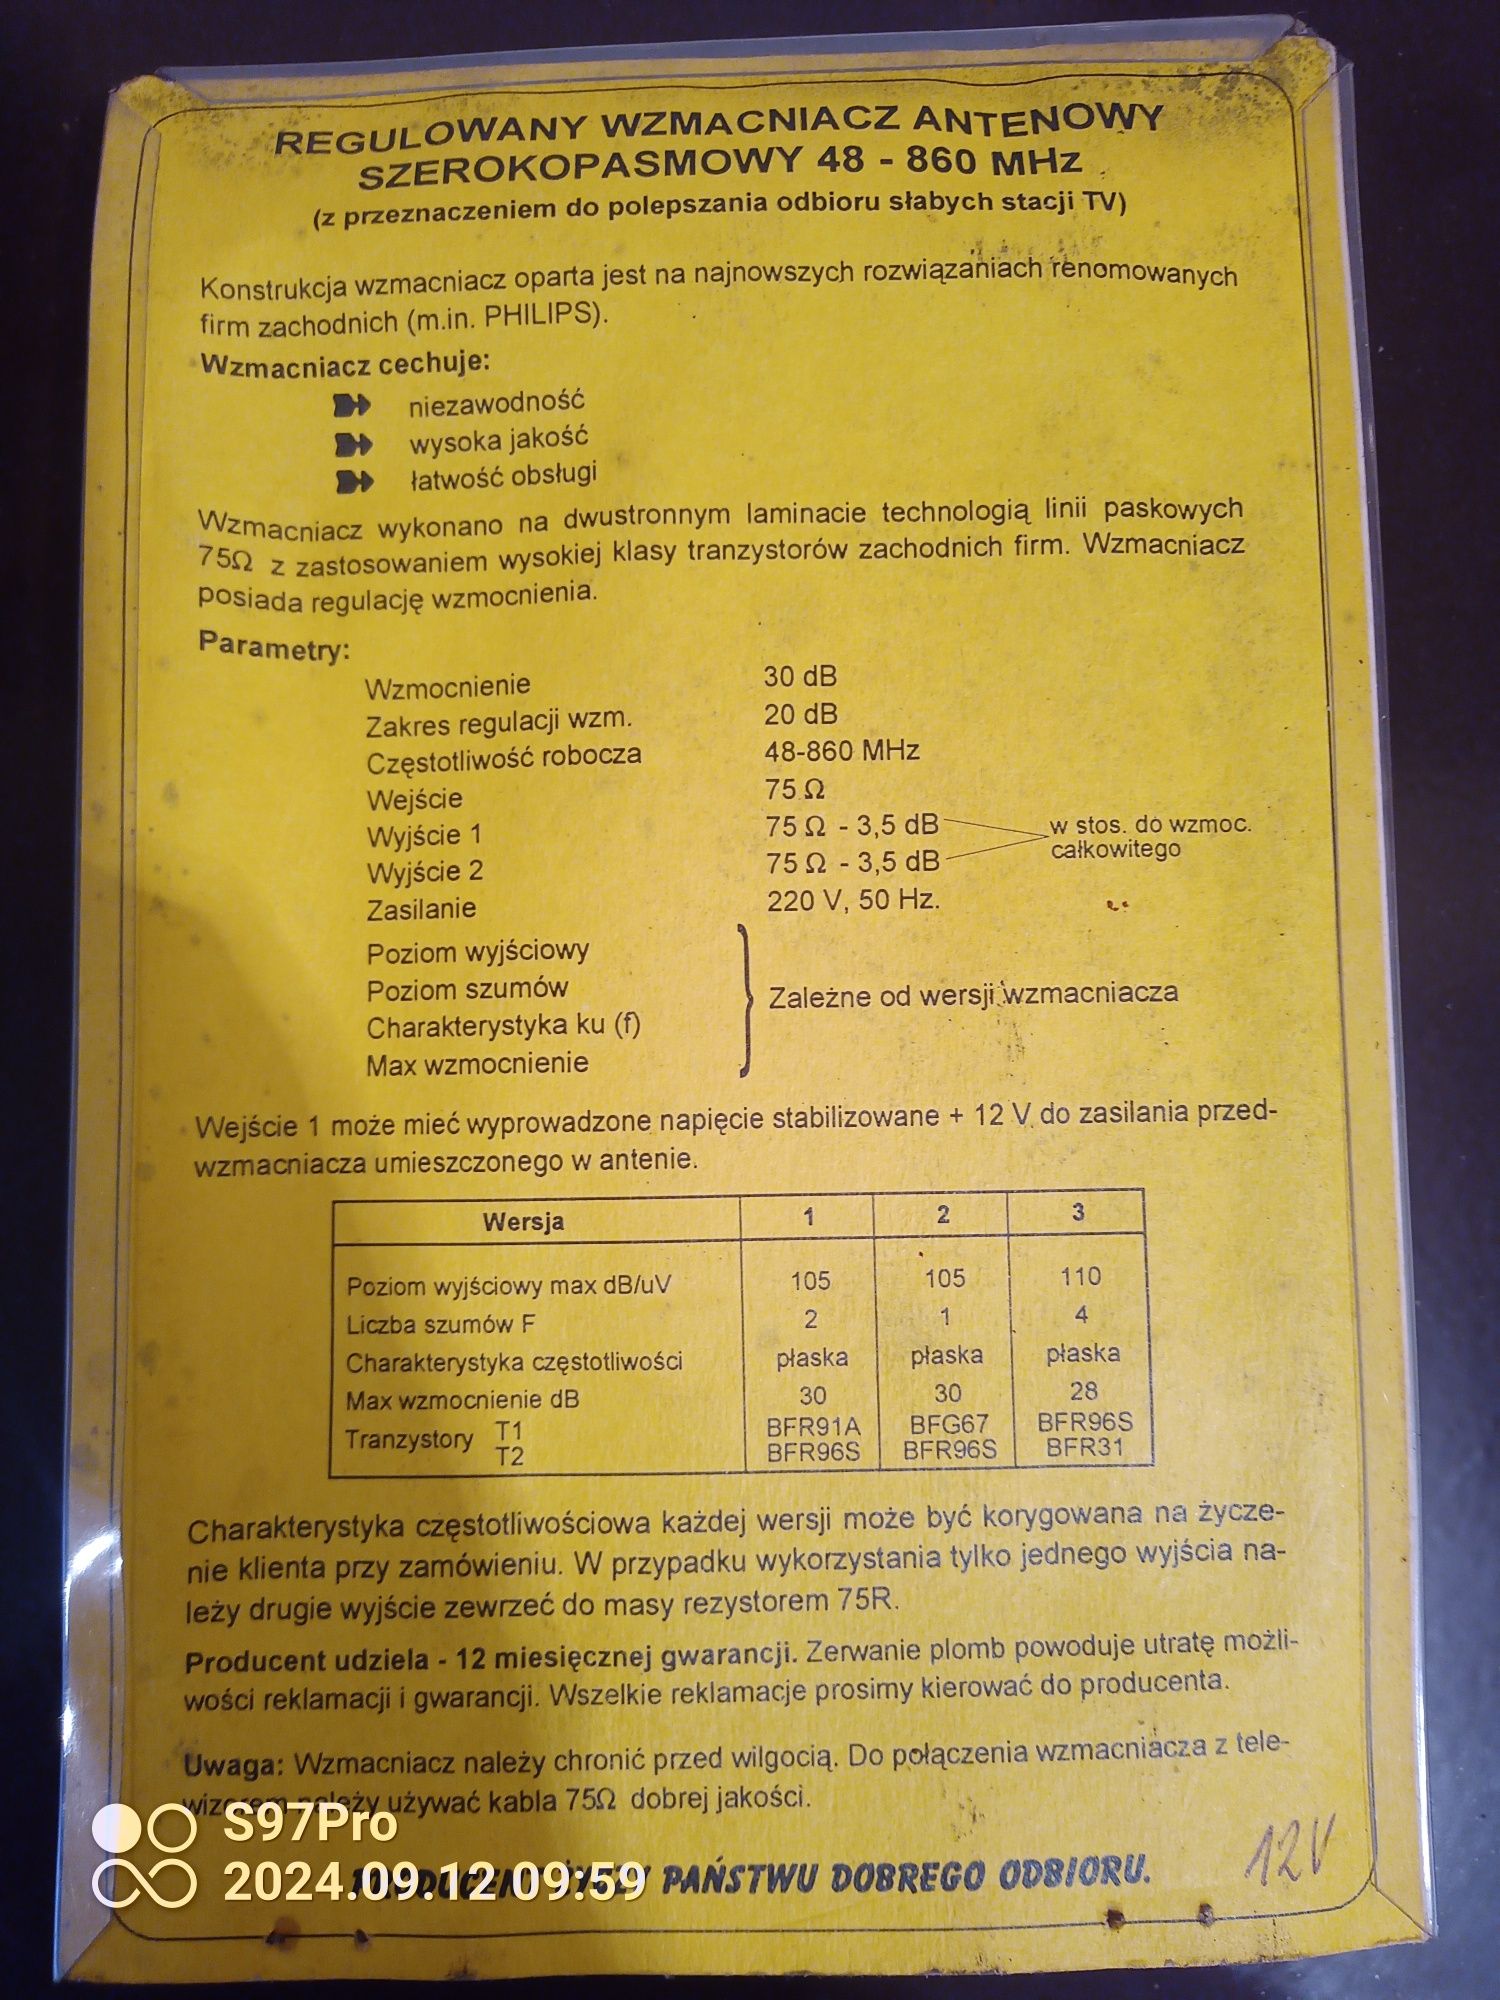 REGULOWANY WZMACNIACZ ANTENOWY
SZEROKOPASMOWY 48 - 860 MHz
(z przeznaczeniem do polepszania odbioru słabych stacji TV)
Konstrukcja wzmacniacz oparta jest na najnowszych rozwiązaniach renomowanych
firm zachodnich (m.in. PHILIPS).
Wzmacniacz cechuje:
niezawodność
wysoka jakość
łatwość obsługi
Wzmacniacz wykonano na dwustronnym laminacie technologią linii paskowych
75Ω z zastosowaniem wysokiej klasy tranzystorów zachodnich firm. Wzmacniacz
posiada regulację wzmocnienia.
Parametry:
Wzmocnienie 30 dB
Zakres regulacji wzm. 20 dB
Częstotliwość robocza 48-860 MHz
Wejście 75 Ω
Wyjście 1 75 Ω - 3,5 dB w stos. do wzmoc.
Wyjście 2 75 Ω - 3,5 dB całkowitego
Zasilanie 220 V, 50 Hz.
Poziom wyjściowy
Poziom szumów
Charakterystyka ku (f)
Max wzmocnienie
Zależne od wersji wzmacniacza
Wejście 1 może mieć wyprowadzone napięcie stabilizowane + 12 V do zasilania przed-
wzmacniacza umieszczonego w antenie.
Wersja 1 2 3
Poziom wyjściowy max dB/uV 105 105 110
Liczba szumów F 2 1 4
Charakterystyka częstotliwości płaska płaska płaska
Max wzmocnienie dB 30 30 28
Tranzystory T1 BFR91A BFG67 BFR96S
T2 BFR96S BFR96S BFR31
Charakterystyka częstotliwościowa każdej wersji może być korygowana na życze-
nie klienta przy zamówieniu. W przypadku wykorzystania tylko jednego wyjścia na-
leży drugie wyjście zewrzeć do masy rezystorem 75R.
Producent udziela - 12 miesięcznej gwarancji. Zerwanie plomb powoduje utratę możli-
wości reklamacji i gwarancji. Wszelkie reklamacje prosimy kierować do producenta.
Uwaga: Wzmacniacz należy chronić przed wilgocią. Do połączenia wzmacniacza z tele-
wizorem należy używać kabla 75Ω dobrej jakości.
PRODUCENT ŻYCZY PAŃSTWU DOBREGO ODBIORU.
12V
S97Pro
2024.09.12 09:59